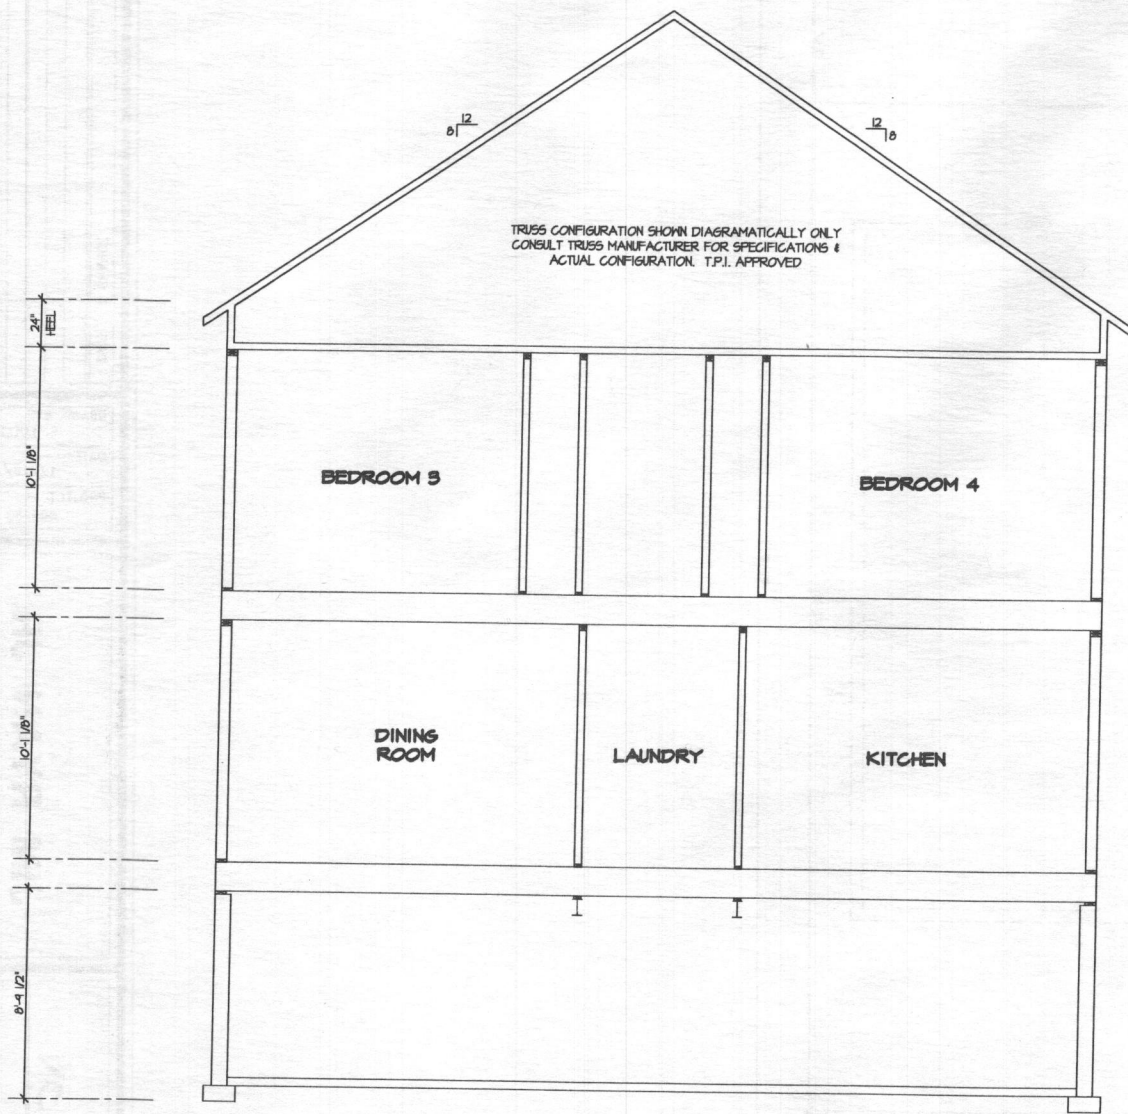 12
8
12
8
TRUSS CONFIGURATION SHOWN DIAGRAMATICALLY ONLY
CONSULT TRUSS MANUFACTURER FOR SPECIFICATIONS &
ACTUAL CONFIGURATION. T.P.I. APPROVED
24"
HEEL
10'-1 1/8"
BEDROOM 3
BEDROOM 4
10'-1 1/8"
DINING
ROOM
LAUNDRY
KITCHEN
8'-4 1/2"